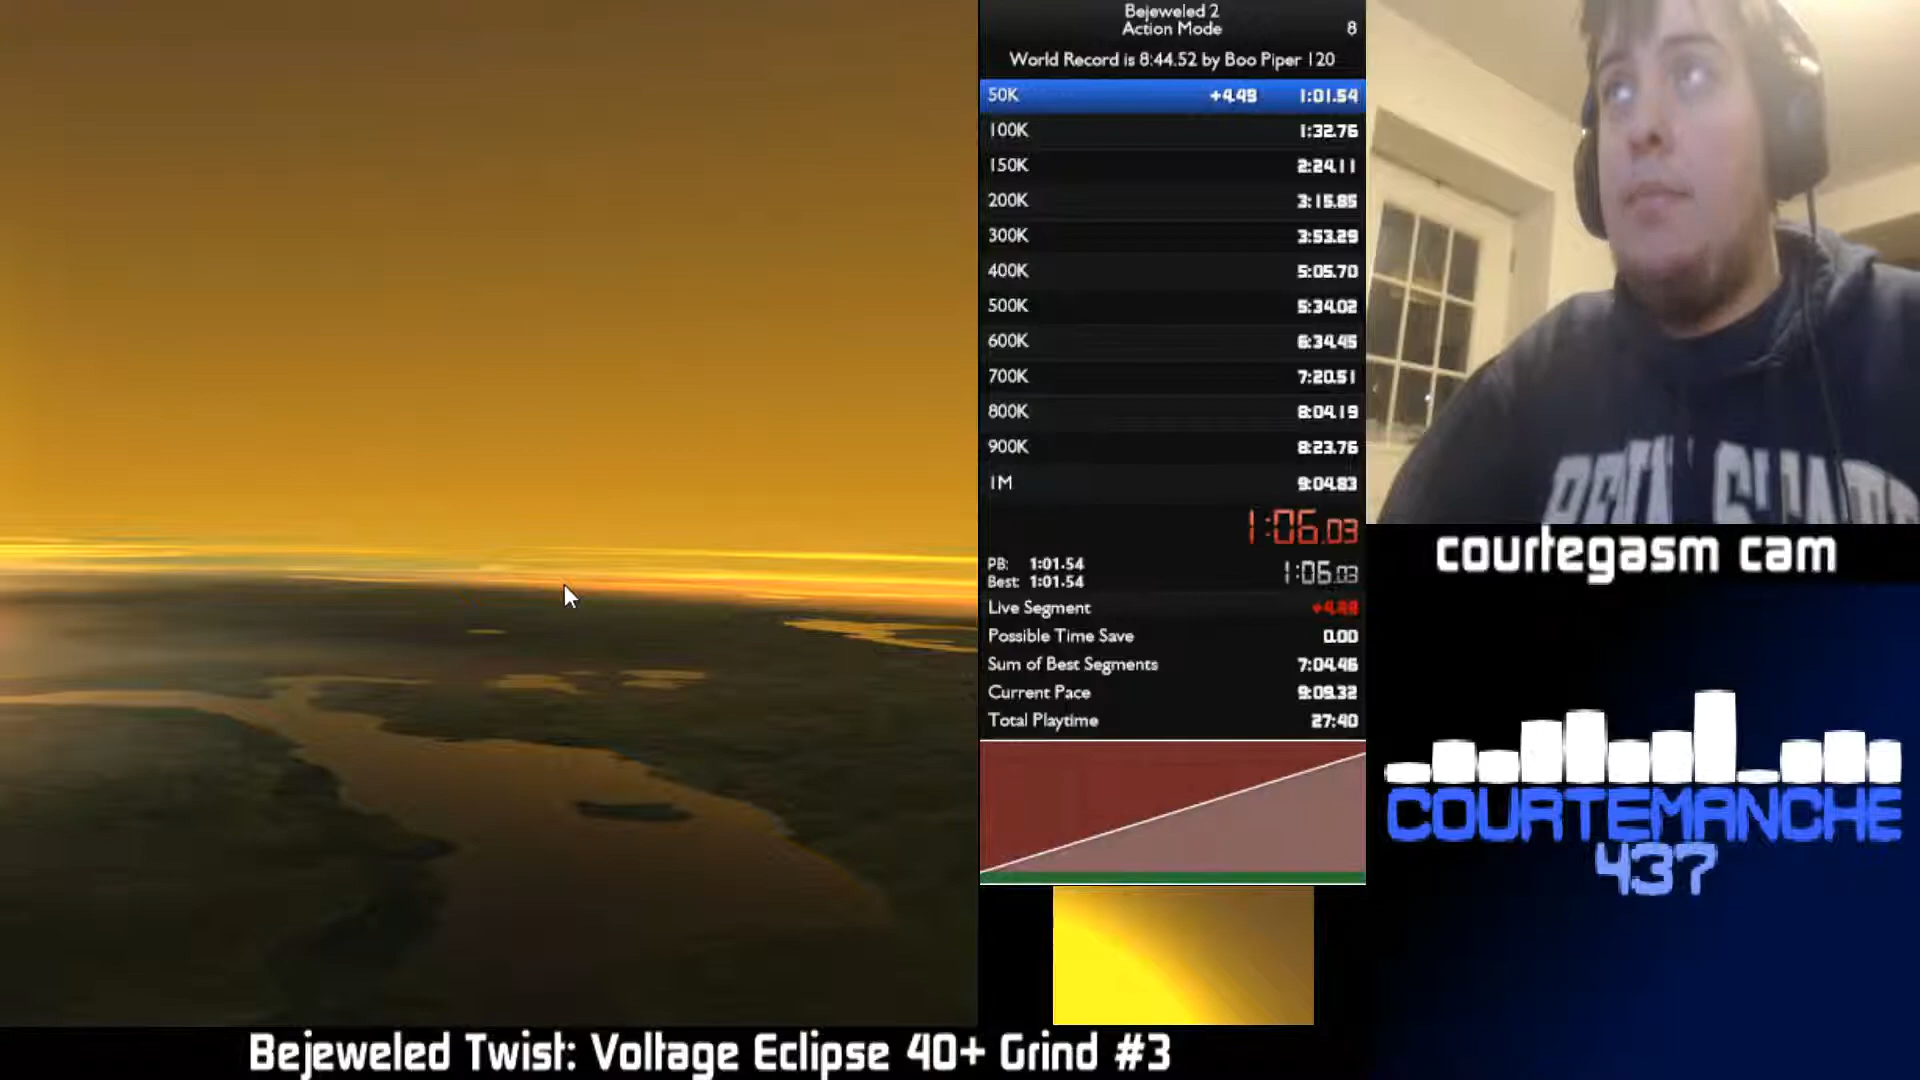 Bejeweled 2
Action Mode 8
World Record is 8:44.52 by Boo Piper 120
50K +4.49 1:01.54
100K 1:32.76
150K 2:24.11
200K 3:15.85
300K 3:53.29
400K 5:05.70
500K 5:34.02
600K 6:34.45
700K 7:20.51
800K 8:04.19
900K 8:23.76
1M 9:04.83
1:06.03
PB: 1:01.54
Best: 1:01.54
1:06.03
Live Segment +4.49
Possible Time Save 0.00
Sum of Best Segments 7:04.46
Current Pace 9:09.32
Total Playtime 27:40
PENN STATE
courtegasm cam
COURTEMANCHE
437
Bejeweled Twist: Voltage Eclipse 40+ Grind #3